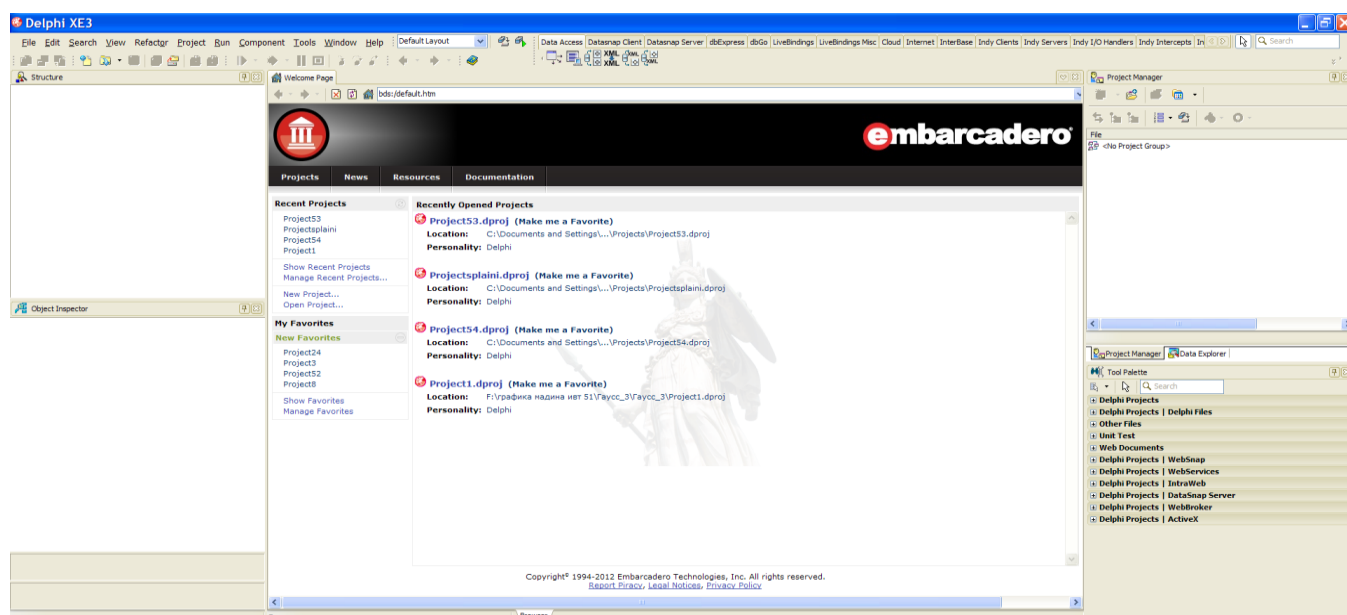 Delphi XE3
File Edit Search View Refactor Project Run Component Tools Window Help
Default Layout
Data Access Datasnap Client Datasnap Server dbExpress dbGo LiveBindings LiveBindings Misc Cloud Internet InterBase Indy Clients Indy Servers Indy I/O Handlers Indy Intercepts In
Search
XML XML
XML XML
Structure
Welcome Page
bds:/default.htm
embarcadero
Projects News Resources Documentation
Recent Projects
Project53
Projectsplaini
Project54
Project1
Show Recent Projects
Manage Recent Projects...
New Project...
Open Project...
My Favorites
New Favorites
Project24
Project3
Project52
Project8
Show Favorites
Manage Favorites
Recently Opened Projects
Project53.dproj (Make me a Favorite)
Location: C:\Documents and Settings\...\Projects\Project53.dproj
Personality: Delphi
Projectsplaini.dproj (Make me a Favorite)
Location: C:\Documents and Settings\...\Projects\Projectsplaini.dproj
Personality: Delphi
Project54.dproj (Make me a Favorite)
Location: C:\Documents and Settings\...\Projects\Project54.dproj
Personality: Delphi
Project1.dproj (Make me a Favorite)
Location: F:\графика надина ивт 51\Гаусс_3\Гаусс_3\Project1.dproj
Personality: Delphi
Copyright© 1994-2012 Embarcadero Technologies, Inc. All rights reserved.
Report Piracy, Legal Notices, Privacy Policy
Object Inspector
Project Manager
File
<No Project Group>
Project Manager Data Explorer
Tool Palette
Search
Delphi Projects
Delphi Projects | Delphi Files
Other Files
Unit Test
Web Documents
Delphi Projects | WebSnap
Delphi Projects | WebServices
Delphi Projects | IntraWeb
Delphi Projects | DataSnap Server
Delphi Projects | WebBroker
Delphi Projects | ActiveX